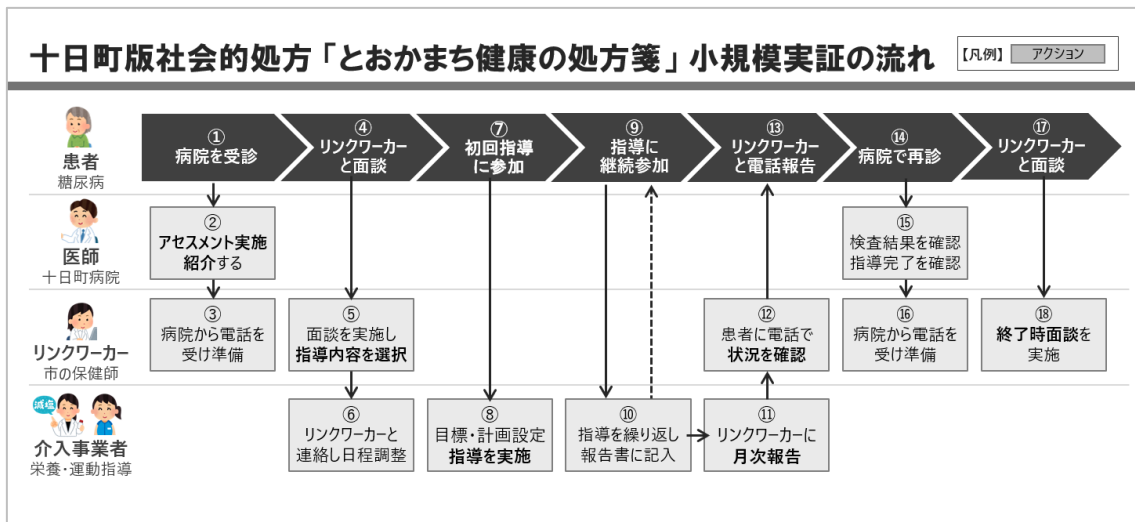 十日町版社会的処方「とおかまち健康の処方箋」小規模実証の流れ
【凡例】 アクション
患者
糖尿病
①
病院を受診
④
リンクワーカー
と面談
⑦
初回指導
に参加
⑨
指導に
継続参加
⑬
リンクワーカー
と電話報告
⑭
病院で再診
⑰
リンクワーカー
と面談
医師
十日町病院
②
アセスメント実施
紹介する
⑮
検査結果を確認
指導完了を確認
リンクワーカー
市の保健師
③
病院から電話を
受け準備
⑤
面談を実施し
指導内容を選択
⑫
患者に電話で
状況を確認
⑯
病院から電話を
受け準備
⑱
終了時面談を
実施
減塩
介入事業者
栄養・運動指導
⑥
リンクワーカーと
連絡し日程調整
⑧
目標・計画設定
指導を実施
⑩
指導を繰り返し
報告書に記入
⑪
リンクワーカーに
月次報告